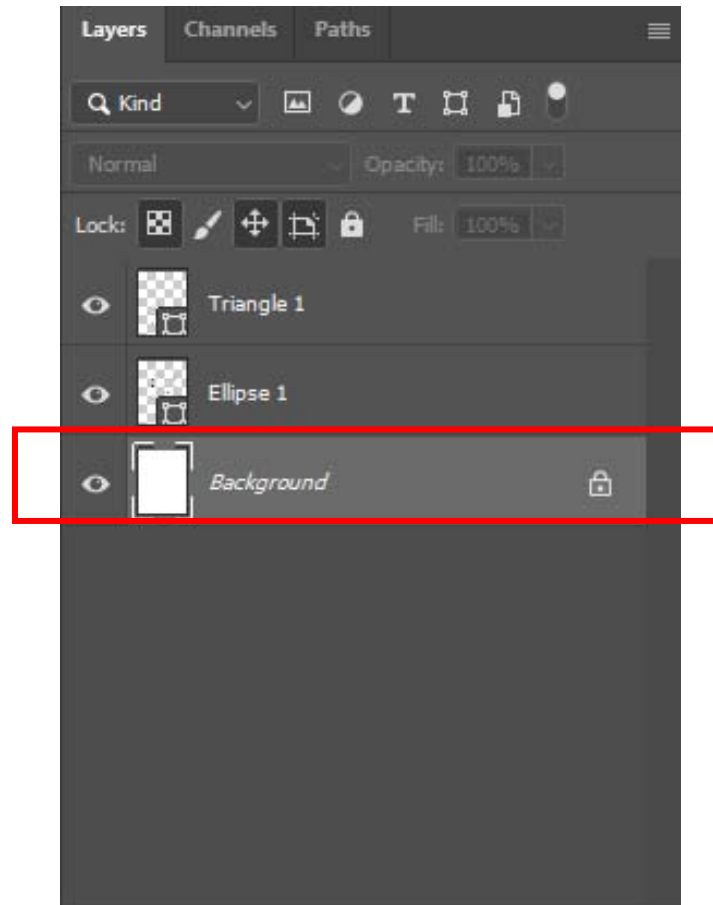 Layers Channels Paths
Kind T
Normal Opacity: 100%
Lock: Fill: 100%
Triangle 1
Ellipse 1
Background